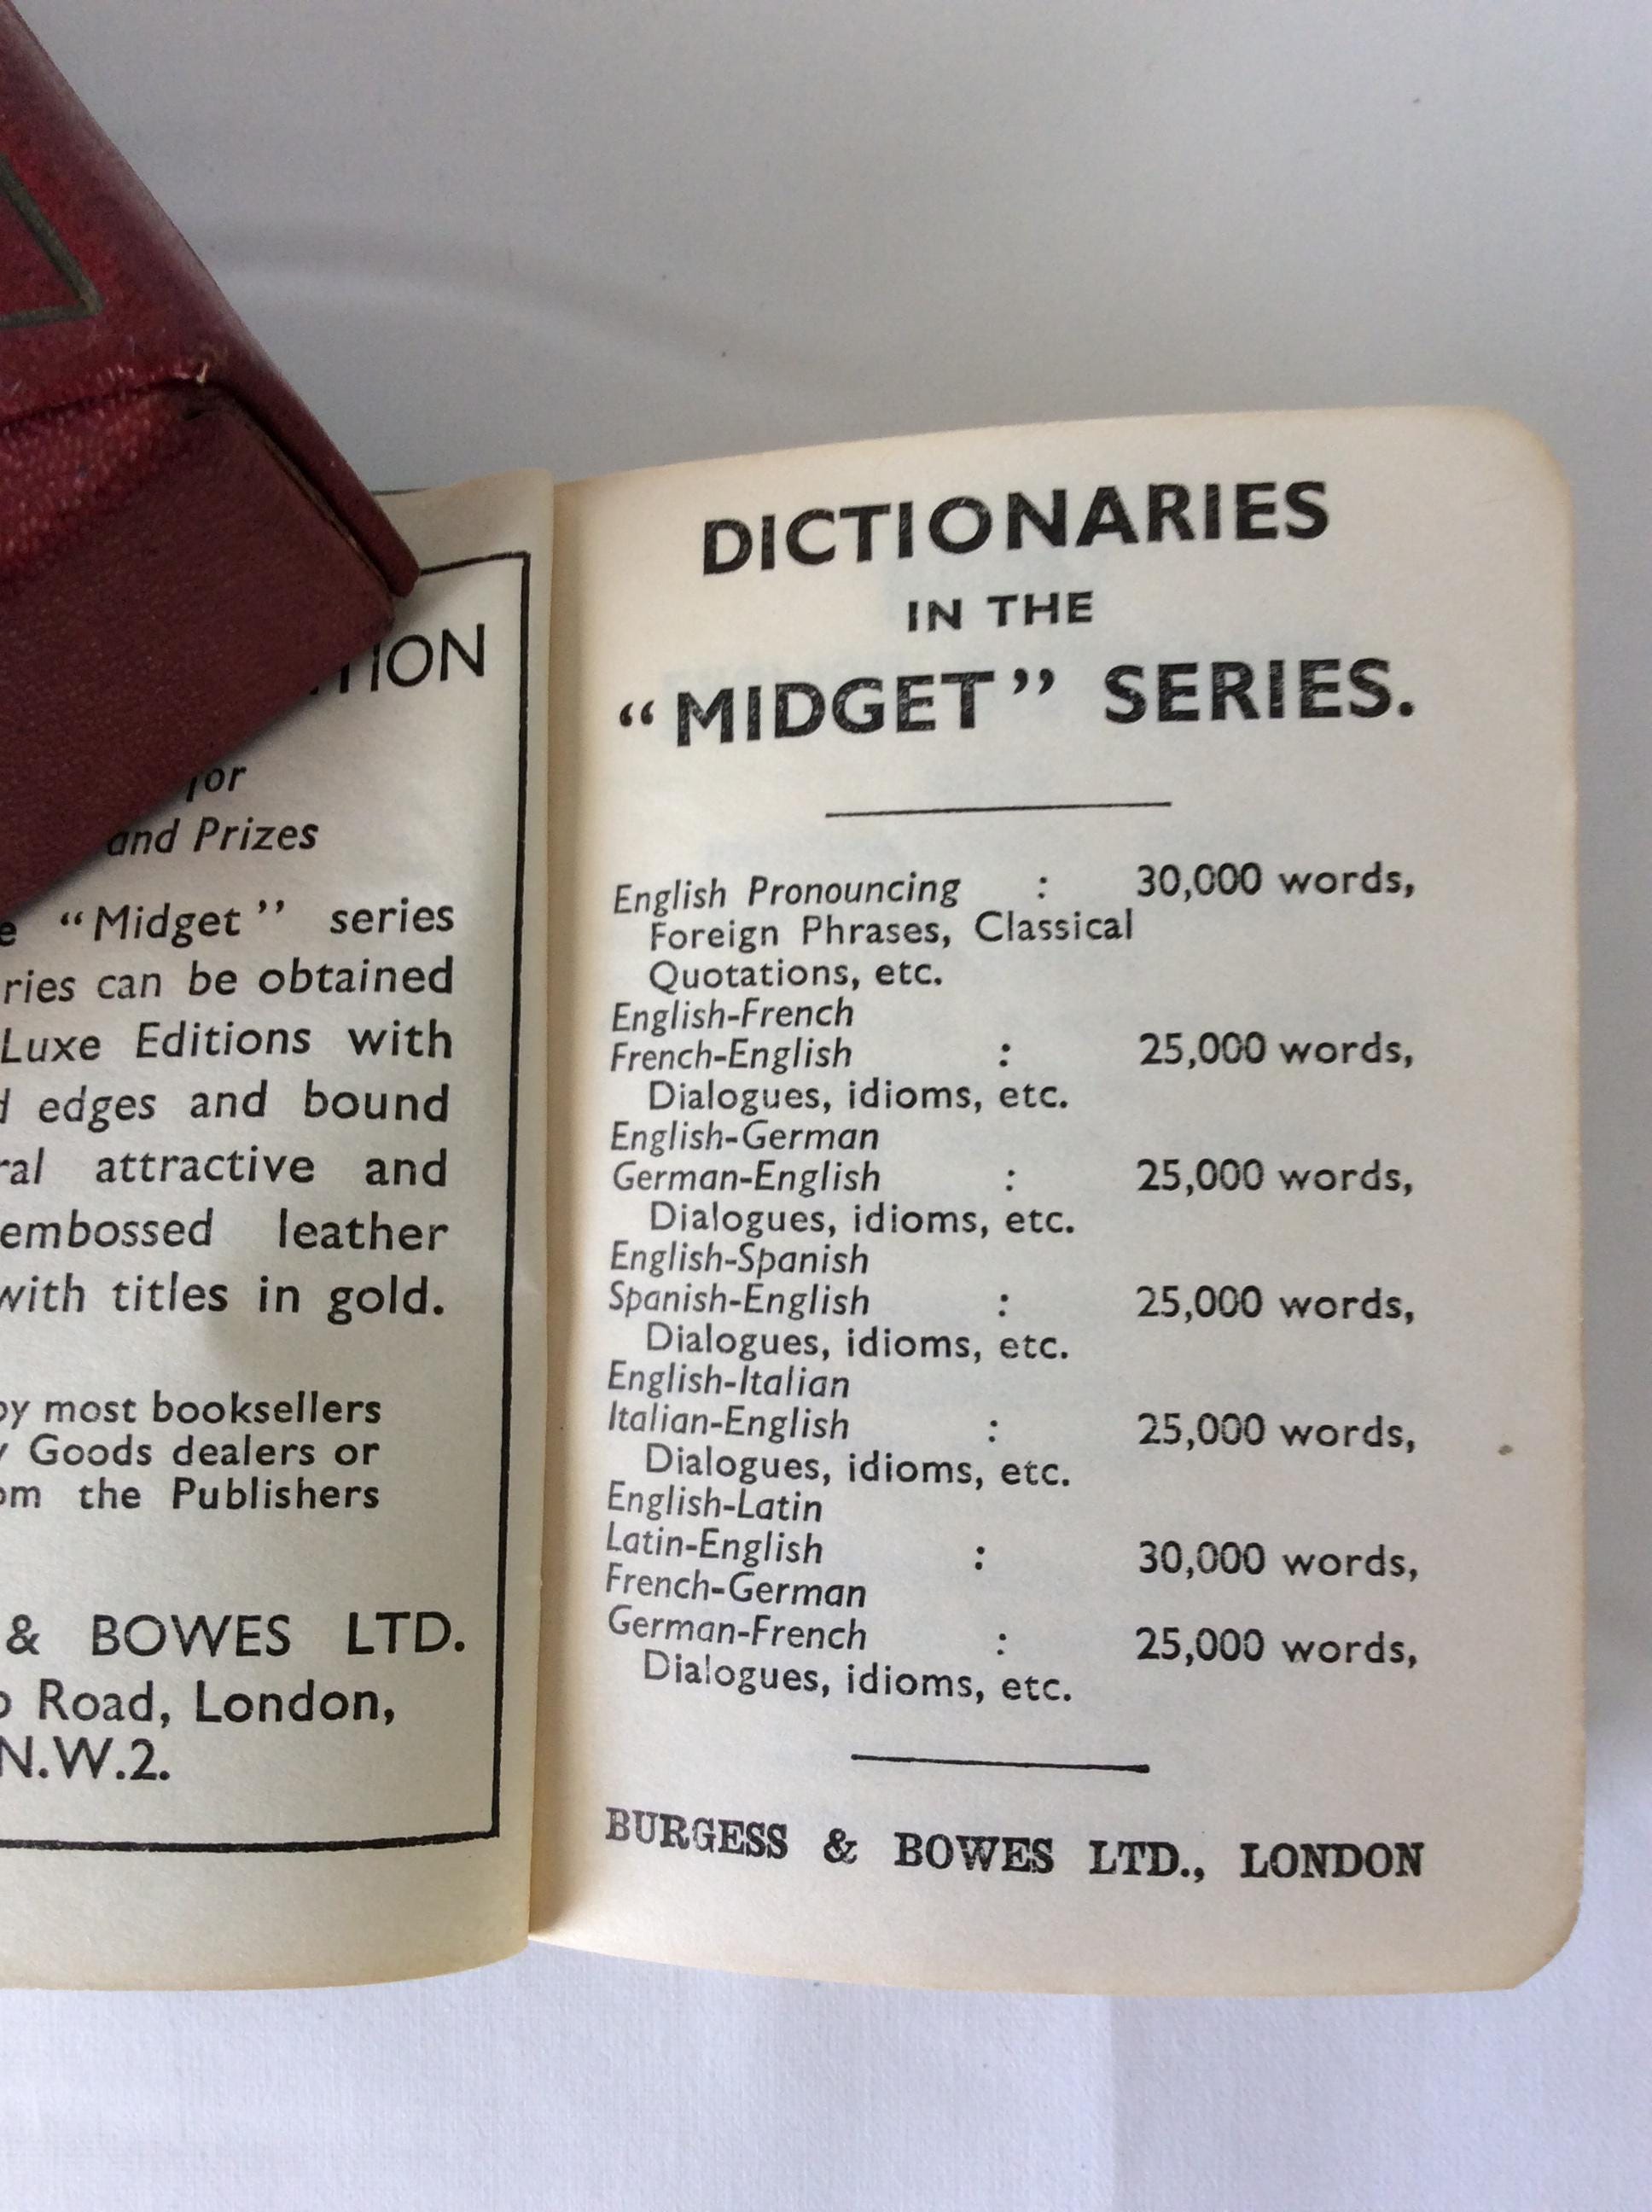 ION
for
and Prizes
"Midget" series
can be obtained
Luxe Editions with
edges and bound
attractive and
embossed leather
with titles in gold.
by most booksellers
Goods dealers or
the Publishers
& BOWES LTD.
Road, London,
N.W.2.
DICTIONARIES
IN THE
"MIDGET" SERIES.
English Pronouncing : 30,000 words,
Foreign Phrases, Classical
Quotations, etc.
English-French
French-English : 25,000 words,
Dialogues, idioms, etc.
English-German
German-English : 25,000 words,
Dialogues, idioms, etc.
English-Spanish
Spanish-English : 25,000 words,
Dialogues, idioms, etc.
English-Italian
Italian-English : 25,000 words,
Dialogues, idioms, etc.
English-Latin
Latin-English : 30,000 words,
French-German
German-French : 25,000 words,
Dialogues, idioms, etc.
BURGESS & BOWES LTD., LONDON